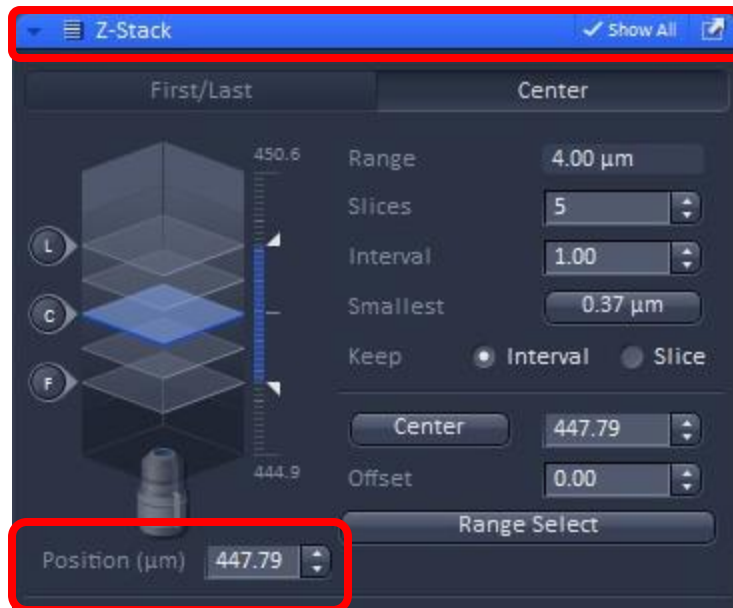 Z-Stack Show All
First/Last Center
450.6
Range 4.00 µm
Slices 5
L
Interval 1.00
C
Smallest 0.37 µm
Keep Interval Slice
F
Center 447.79
444.9
Offset 0.00
Range Select
Position (µm) 447.79